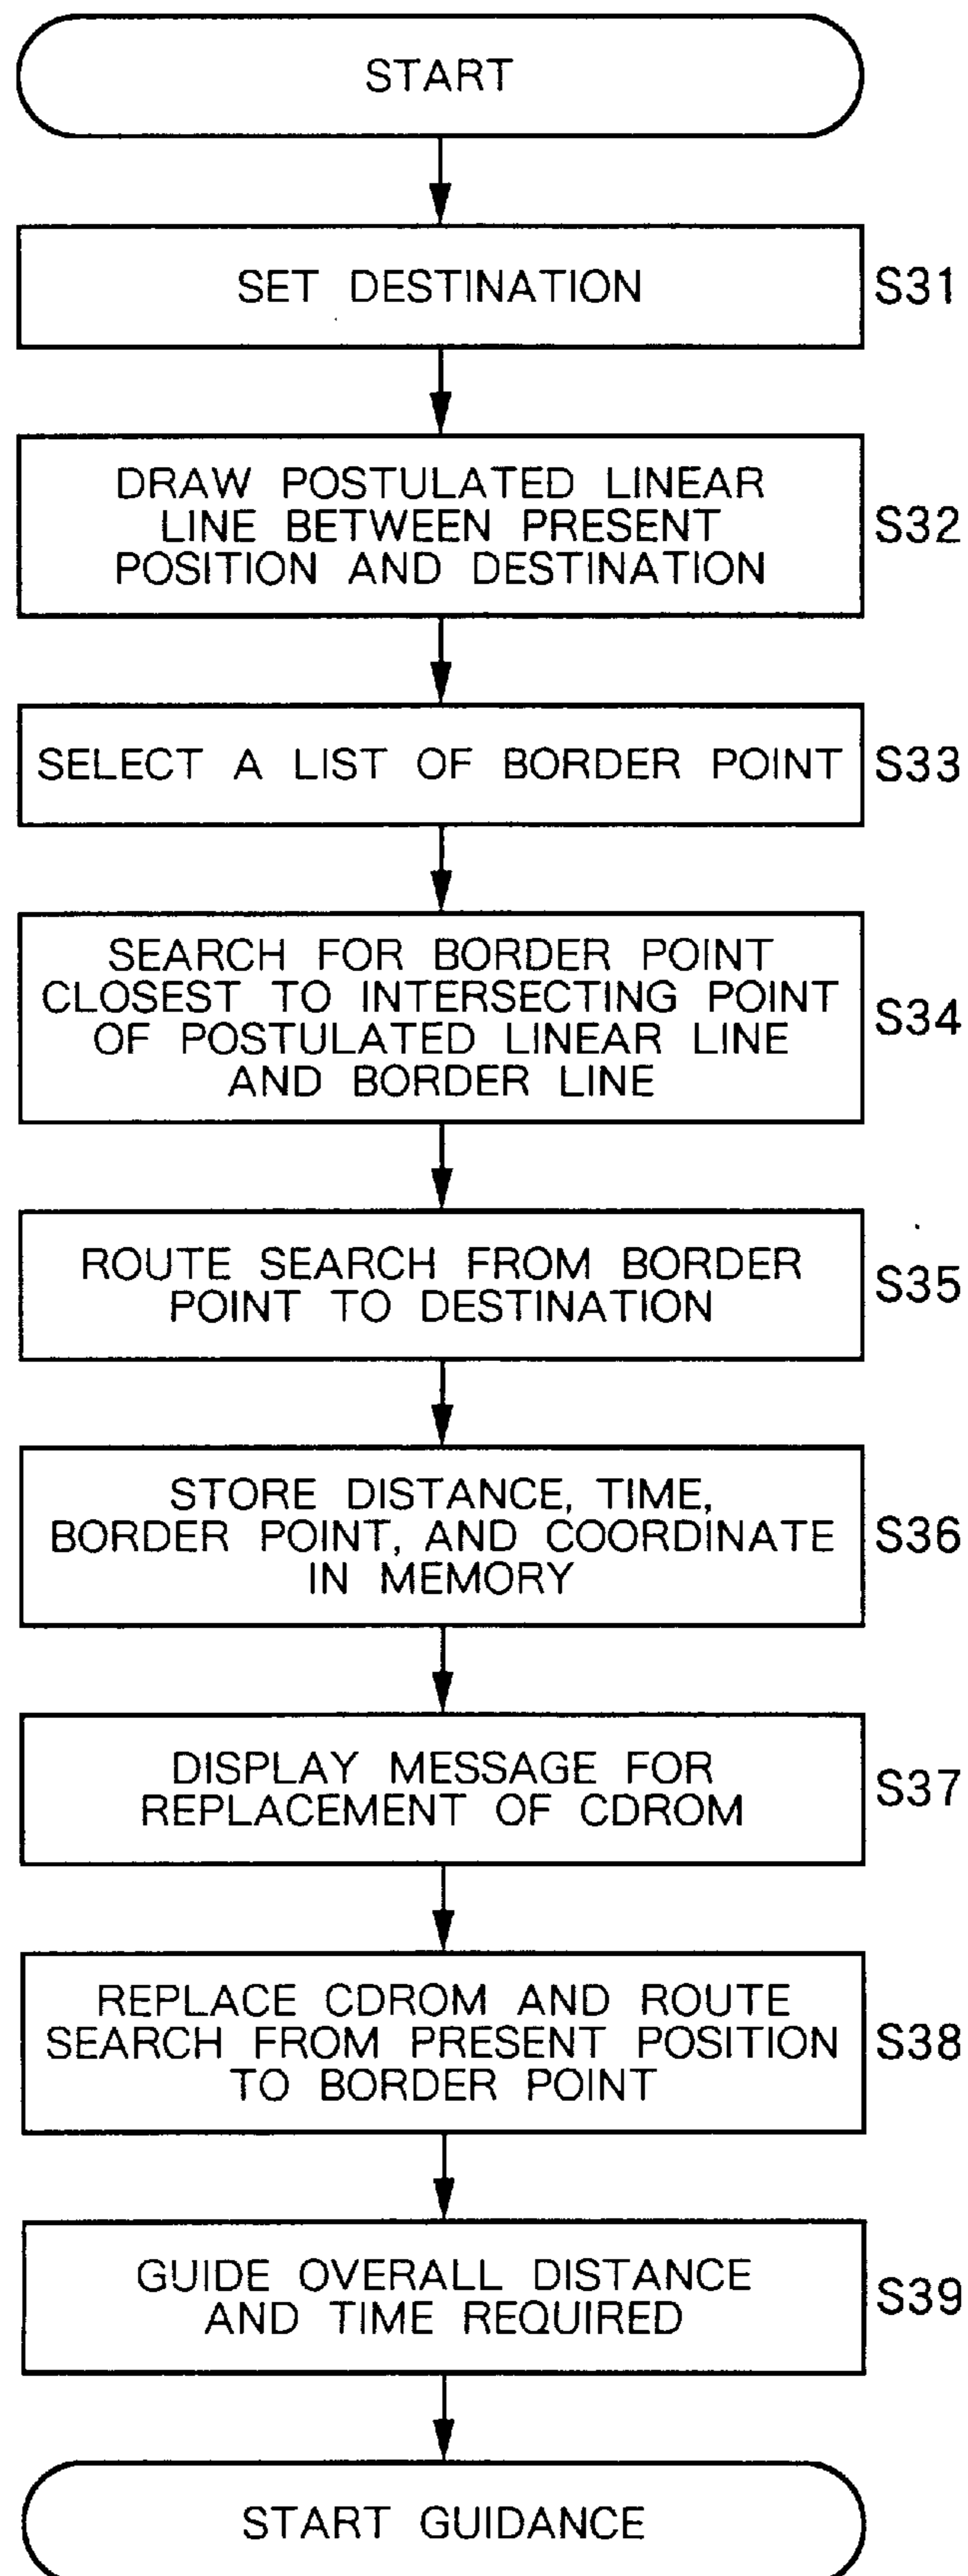 START
SET DESTINATION
S31
DRAW POSTULATED LINEAR
LINE BETWEEN PRESENT
POSITION AND DESTINATION
S32
SELECT A LIST OF BORDER POINT
S33
SEARCH FOR BORDER POINT
CLOSEST TO INTERSECTING POINT
OF POSTULATED LINEAR LINE
AND BORDER LINE
S34
ROUTE SEARCH FROM BORDER
POINT TO DESTINATION
S35
STORE DISTANCE, TIME,
BORDER POINT, AND COORDINATE
IN MEMORY
S36
DISPLAY MESSAGE FOR
REPLACEMENT OF CDROM
S37
REPLACE CDROM AND ROUTE
SEARCH FROM PRESENT POSITION
TO BORDER POINT
S38
GUIDE OVERALL DISTANCE
AND TIME REQUIRED
S39
START GUIDANCE